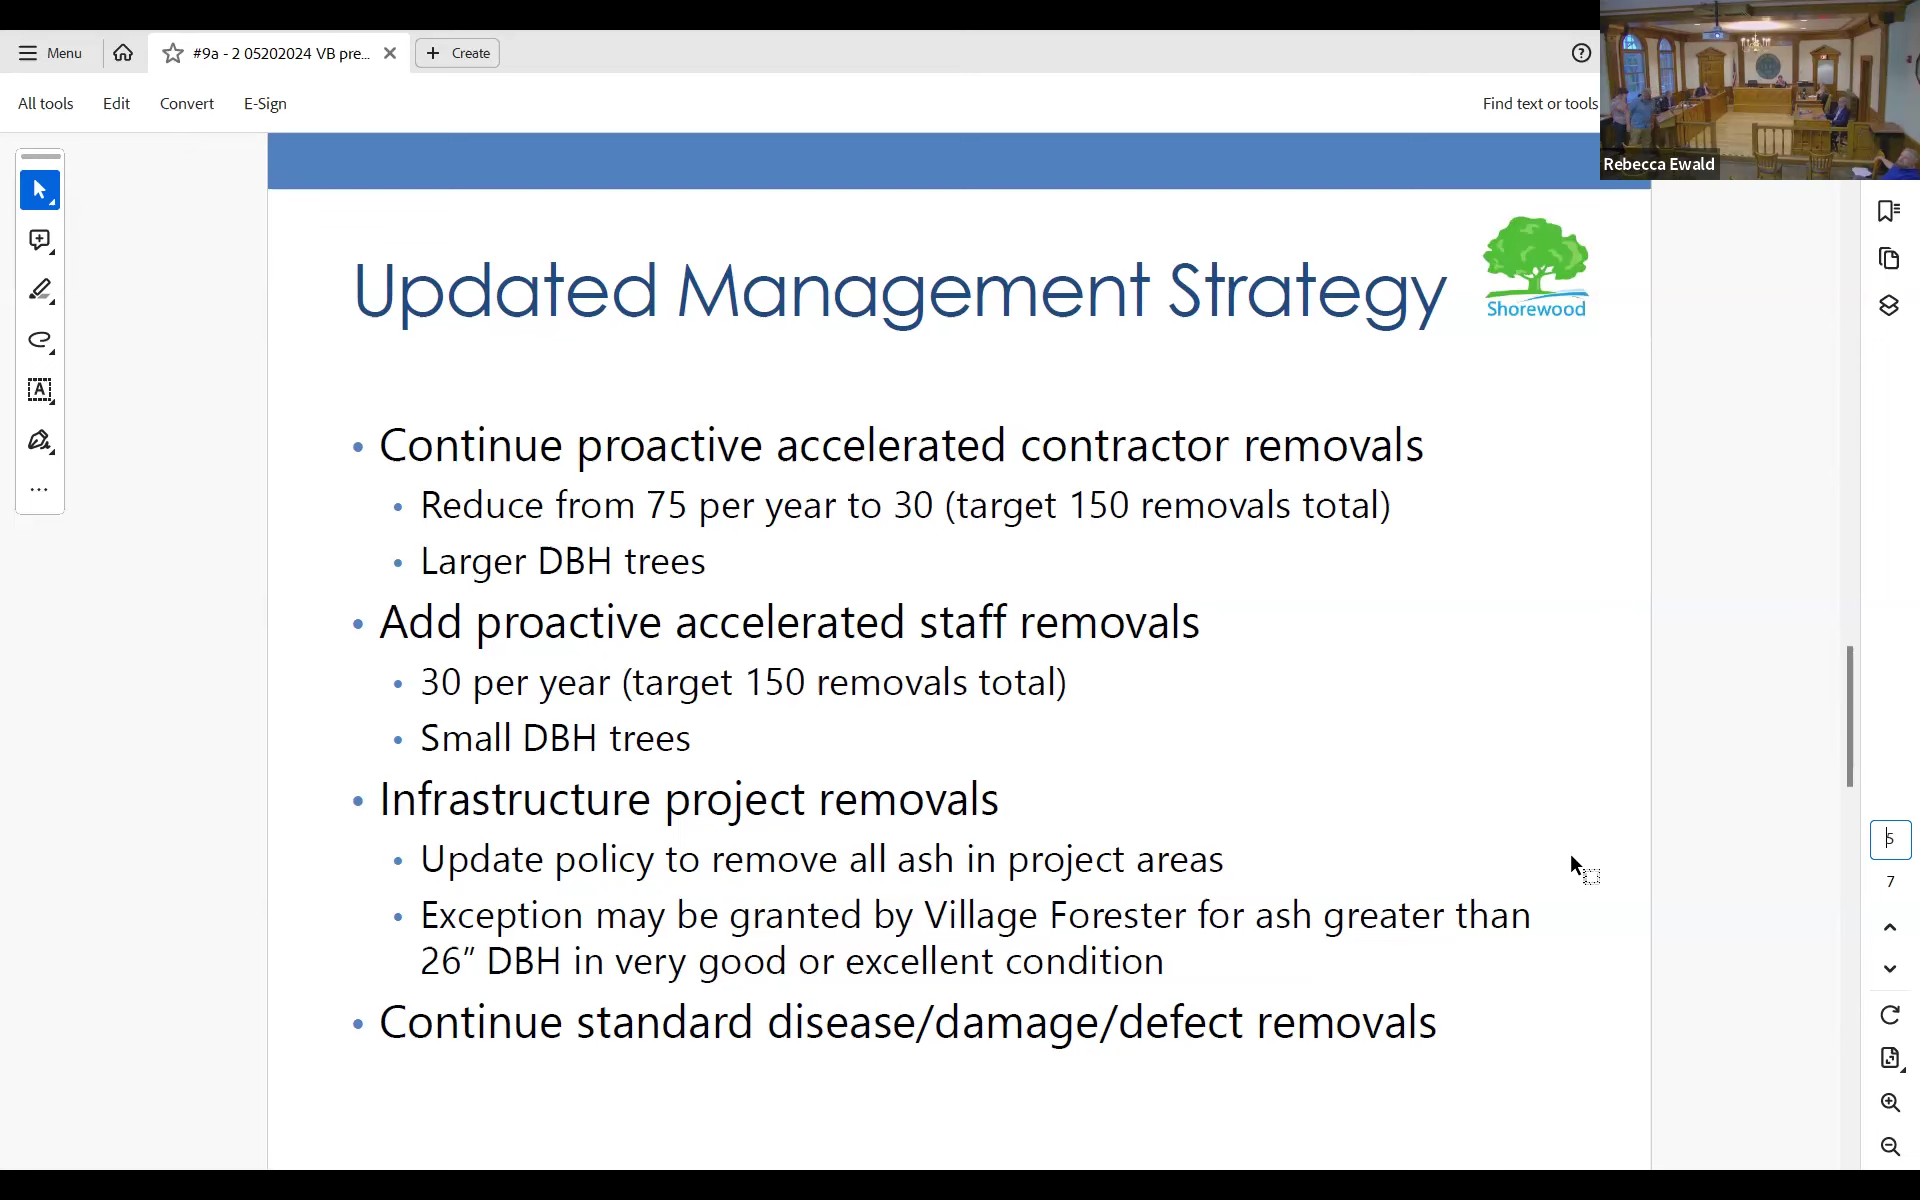 Menu
#9a - 2 05202024 VB pre...
Create
All tools
Edit
Convert
E-Sign
Find text or tools
Rebecca Ewald
Updated Management Strategy
Shorewood
• Continue proactive accelerated contractor removals
• Reduce from 75 per year to 30 (target 150 removals total)
• Larger DBH trees
• Add proactive accelerated staff removals
• 30 per year (target 150 removals total)
• Small DBH trees
• Infrastructure project removals
• Update policy to remove all ash in project areas
• Exception may be granted by Village Forester for ash greater than
26” DBH in very good or excellent condition
• Continue standard disease/damage/defect removals
5
7